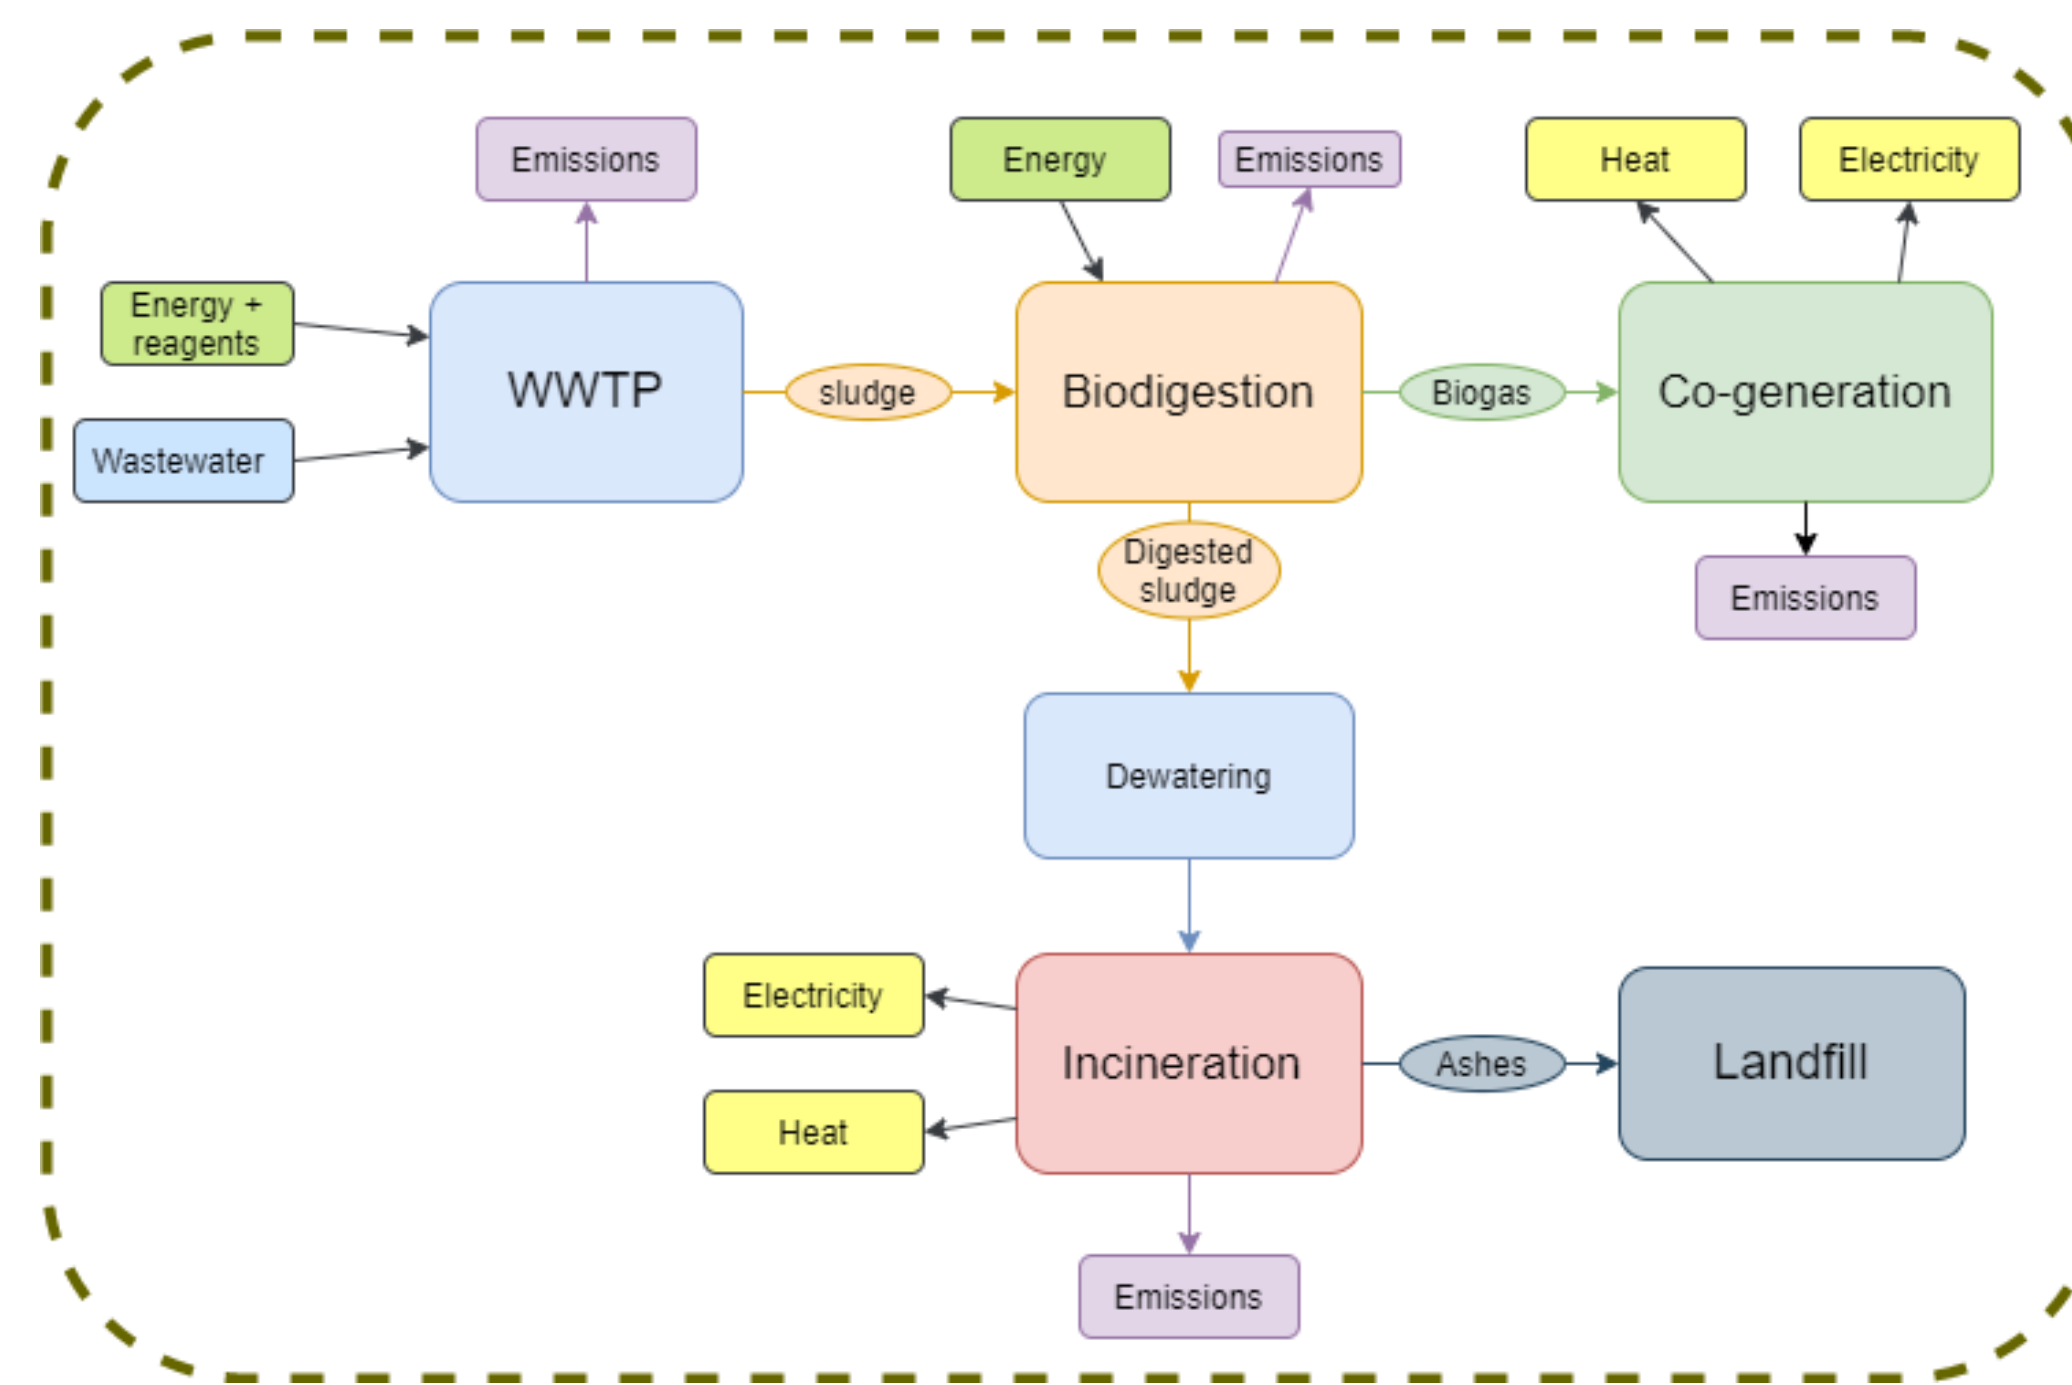 Emissions
Energy
Emissions
Heat
Electricity
Energy +
reagents
Wastewater
WWTP
sludge
Biodigestion
Biogas
Co-generation
Digested
sludge
Emissions
Dewatering
Electricity
Heat
Incineration
Ashes
Landfill
Emissions